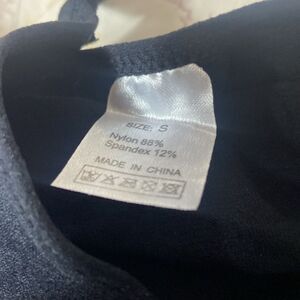 SIZE: S
Nylon 88%
Spandex 12%
MADE IN CHINA